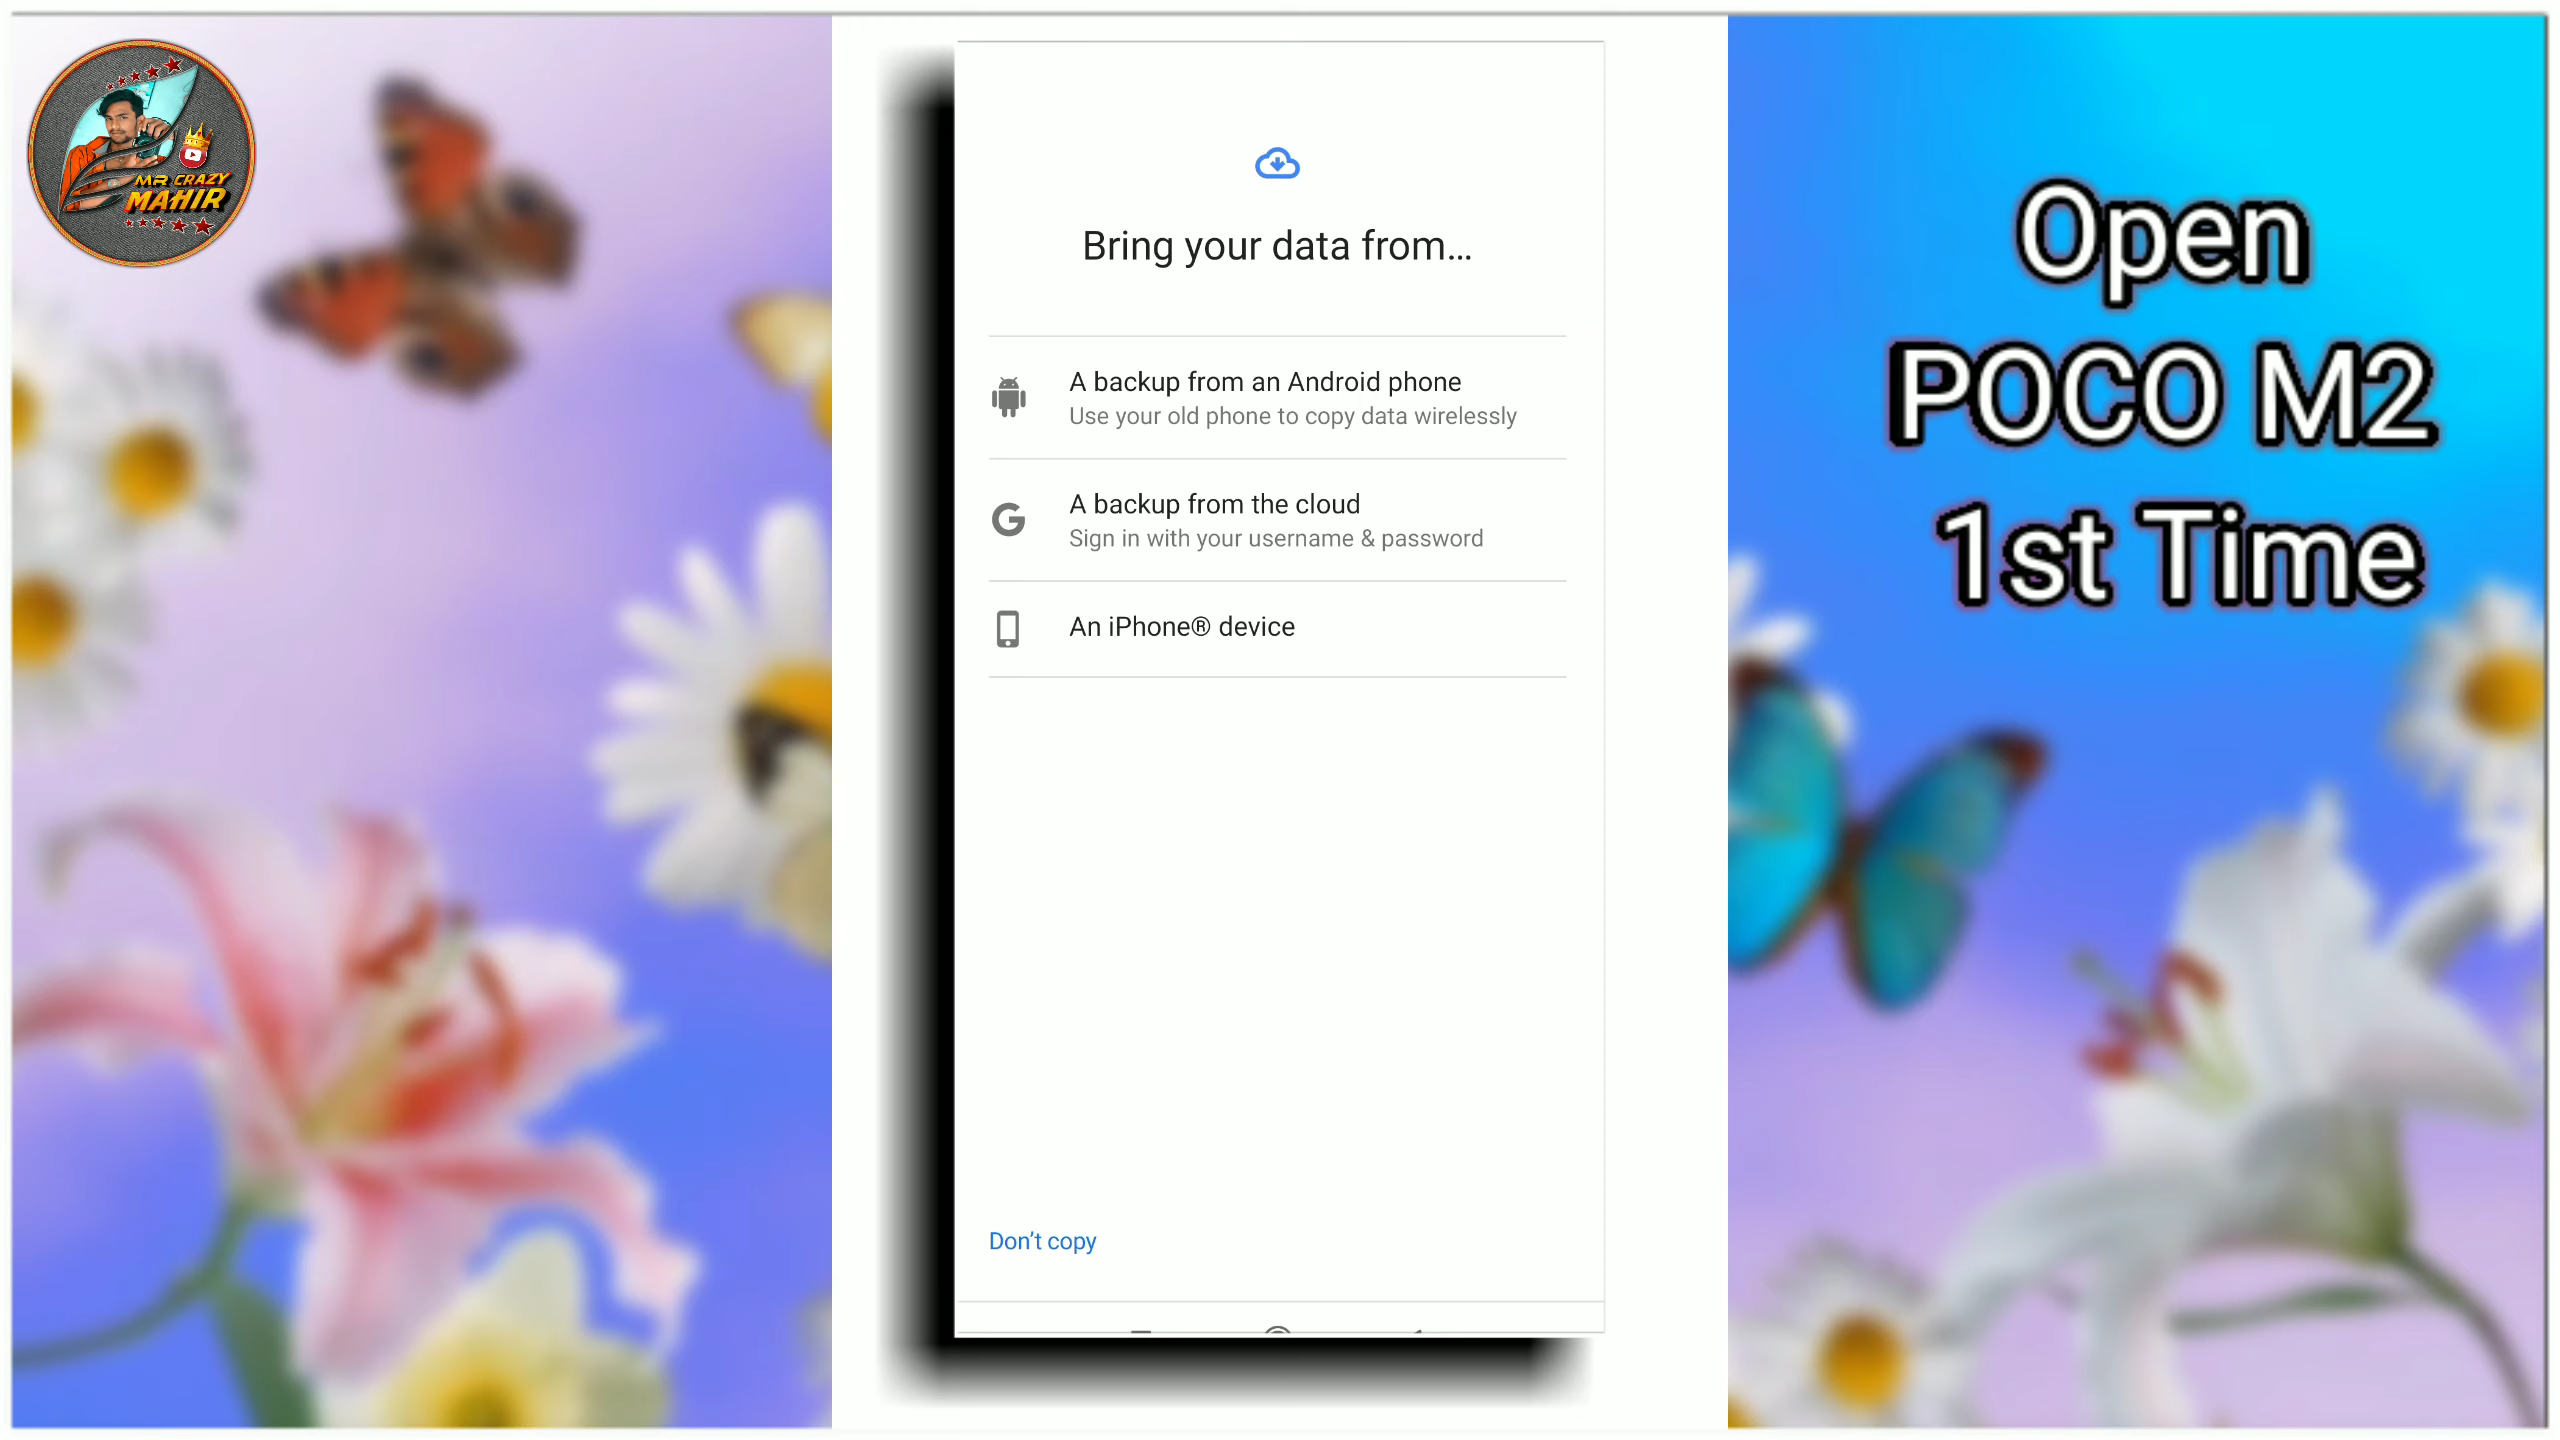 MR CRAZY
MAHIR
Bring your data from...
A backup from an Android phone
Use your old phone to copy data wirelessly
A backup from the cloud
Sign in with your username & password
An iPhone® device
Don't copy
Open
POCO M2
1st Time